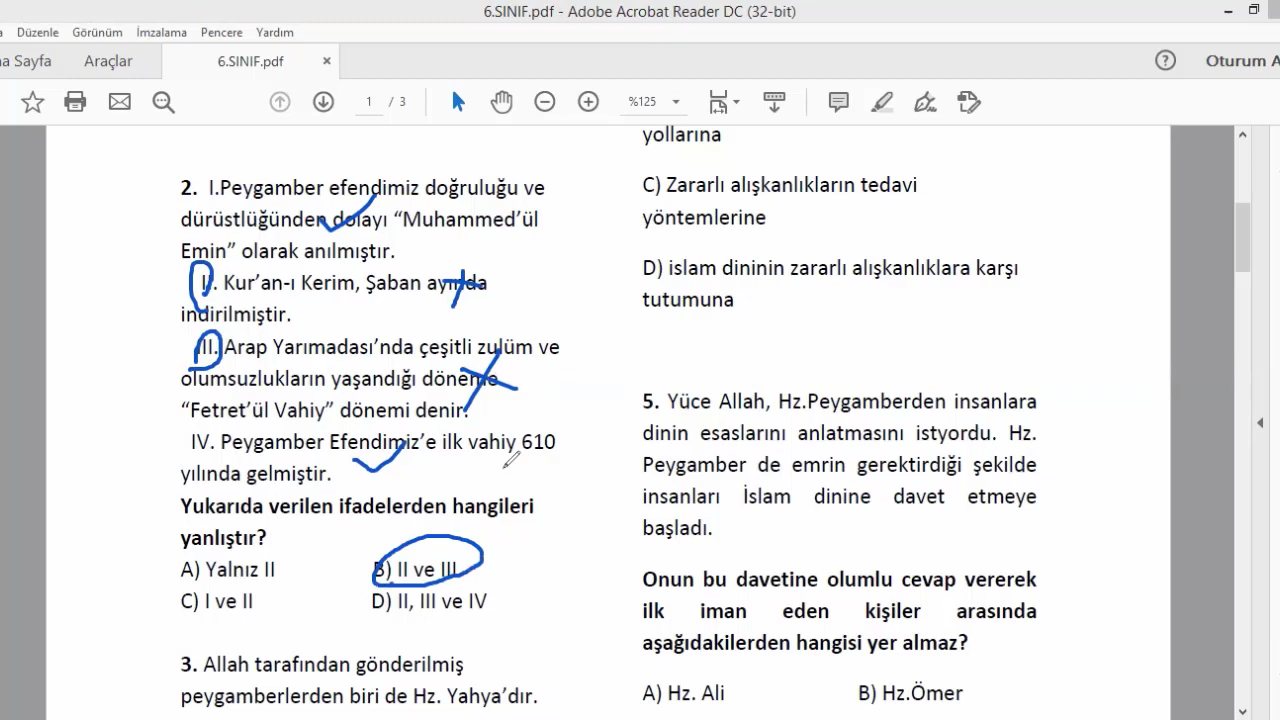 6.SINIF.pdf - Adobe Acrobat Reader DC (32-bit)
Düzenle Görünüm İmzalama Pencere Yardım
na Sayfa Araçlar 6.SINIF.pdf × Oturum A
1 / 3 %125
2. I.Peygamber efendimiz doğruluğu ve
dürüstlüğünden dolayı “Muhammed’ül
Emin” olarak anılmıştır.
II. Kur’an-ı Kerim, Şaban ayında
indirilmiştir.
III. Arap Yarımadası’nda çeşitli zulüm ve
olumsuzlukların yaşandığı döneme
“Fetret’ül Vahiy” dönemi denir.
IV. Peygamber Efendimiz’e ilk vahiy 610
yılında gelmiştir.
Yukarıda verilen ifadelerden hangileri
yanlıştır?
A) Yalnız II B) II ve III
C) I ve II D) II, III ve IV
3. Allah tarafından gönderilmiş
peygamberlerden biri de Hz. Yahya’dır.
yollarına
C) Zararlı alışkanlıkların tedavi
yöntemlerine
D) islam dininin zararlı alışkanlıklara karşı
tutumuna
5. Yüce Allah, Hz.Peygamberden insanlara
dinin esaslarını anlatmasını istyordu. Hz.
Peygamber de emrin gerektirdiği şekilde
insanları İslam dinine davet etmeye
başladı.
Onun bu davetine olumlu cevap vererek
ilk iman eden kişiler arasında
aşağıdakilerden hangisi yer almaz?
A) Hz. Ali B) Hz.Ömer